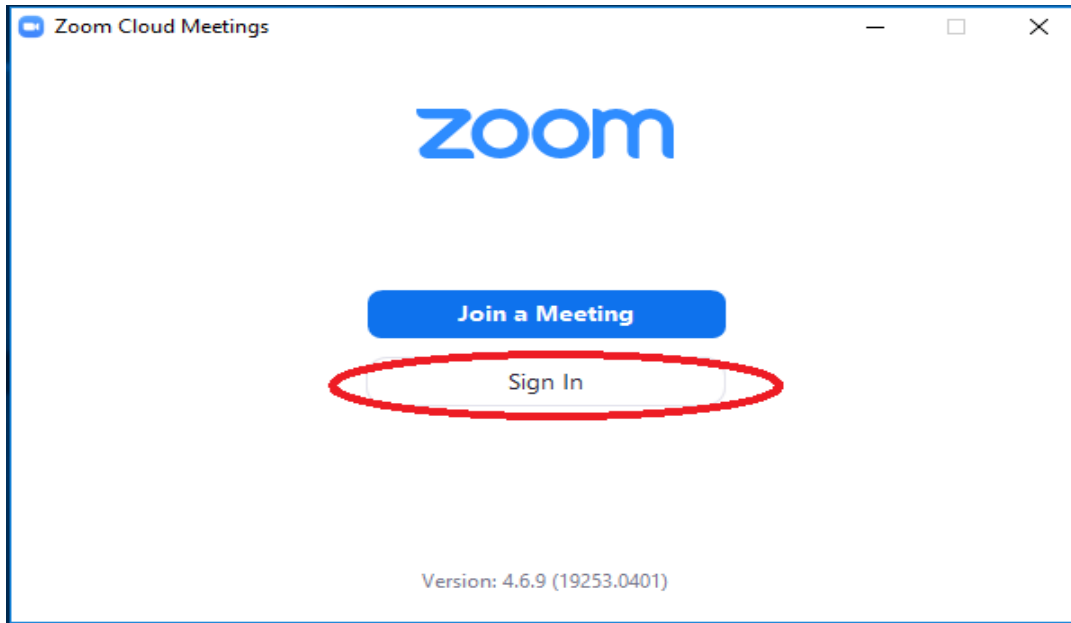 Zoom Cloud Meetings
zoom
Join a Meeting
Sign In
Version: 4.6.9 (19253.0401)